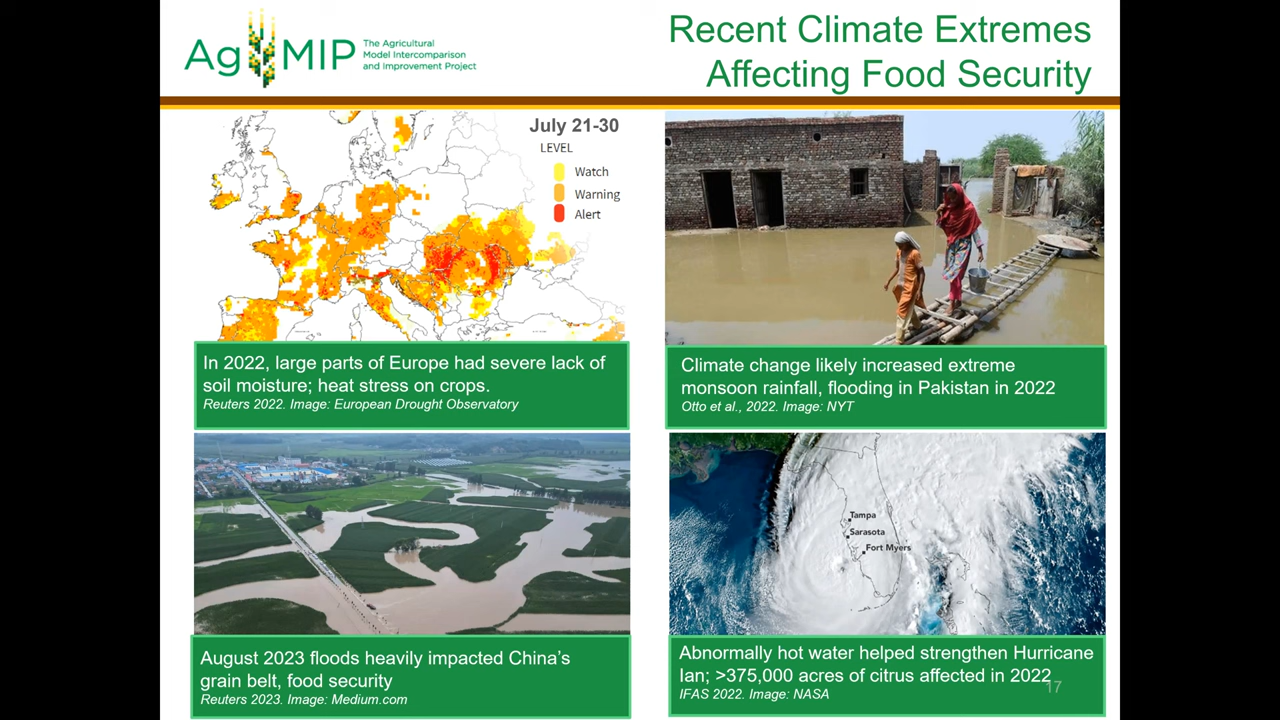 AgMIP
The Agricultural
Model Intercomparison
and Improvement Project
Recent Climate Extremes
Affecting Food Security
July 21-30
LEVEL
Watch
Warning
Alert
In 2022, large parts of Europe had severe lack of
soil moisture; heat stress on crops.
Reuters 2022. Image: European Drought Observatory
Climate change likely increased extreme
monsoon rainfall, flooding in Pakistan in 2022
Otto et al., 2022. Image: NYT
Tampa
Sarasota
Fort Myers
August 2023 floods heavily impacted China’s
grain belt, food security
Reuters 2023. Image: Medium.com
Abnormally hot water helped strengthen Hurricane
Ian; >375,000 acres of citrus affected in 2022
IFAS 2022. Image: NASA
17